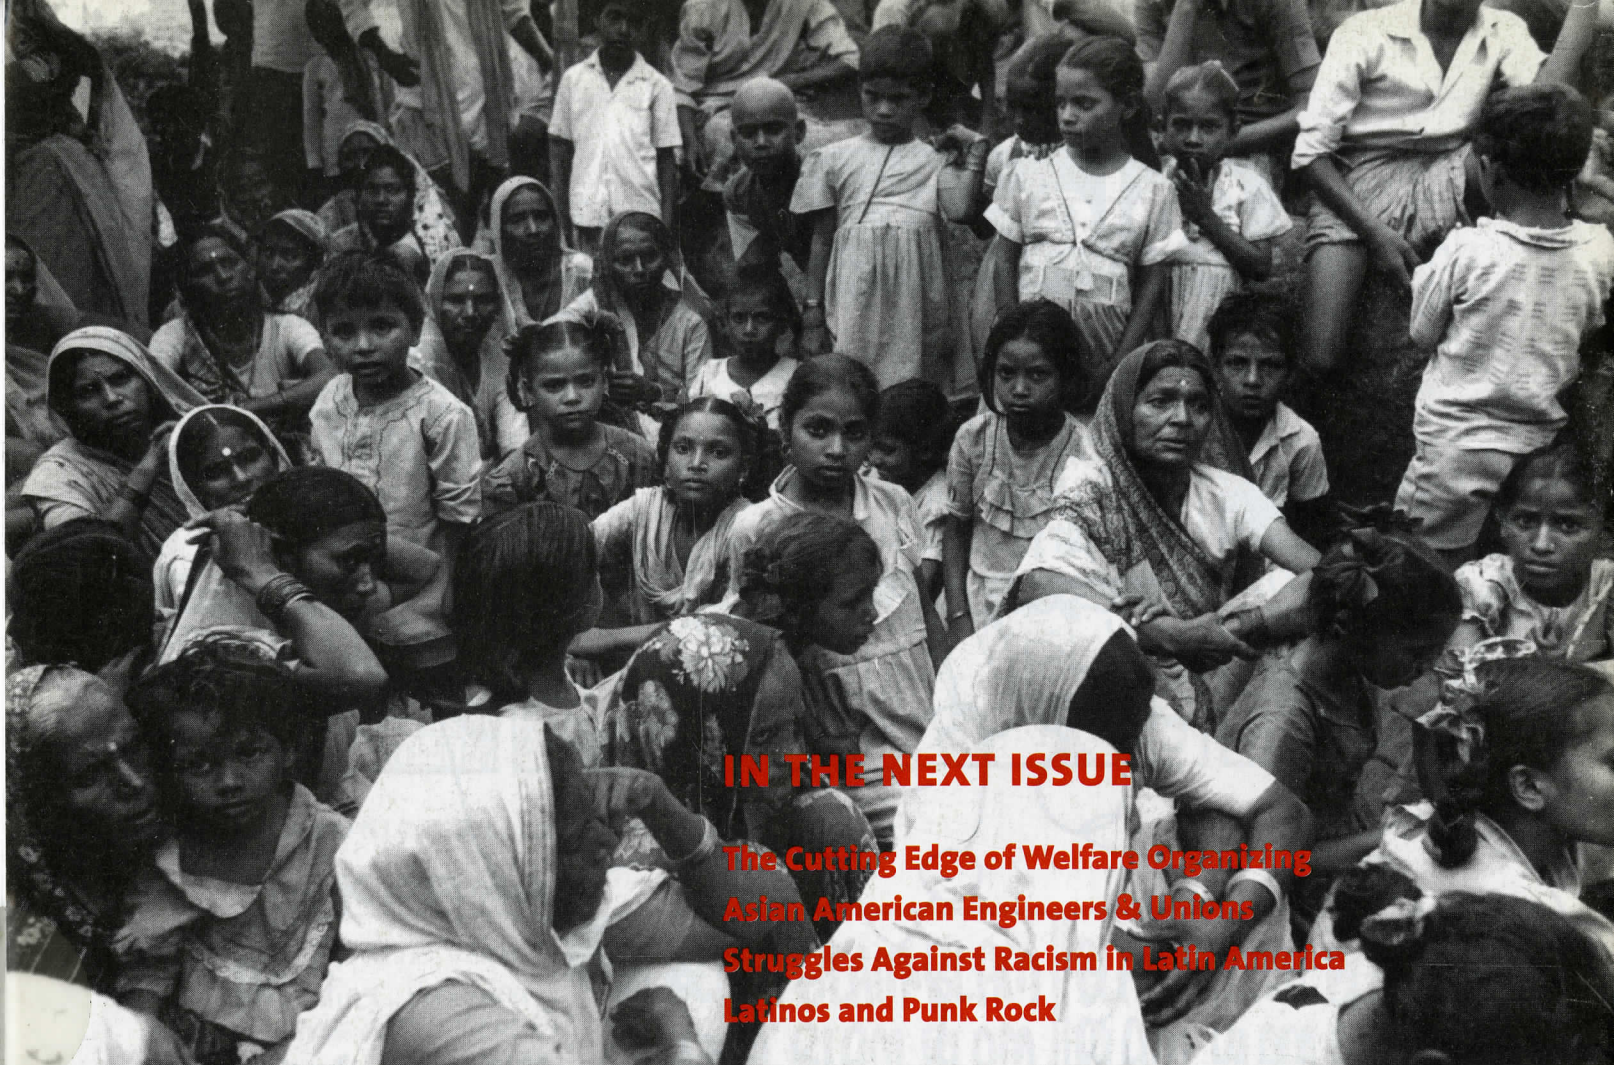 IN THE NEXT ISSUE
The Cutting Edge of Welfare Organizing
Asian American Engineers & Unions
Struggles Against Racism in Latin America
Latinos and Punk Rock